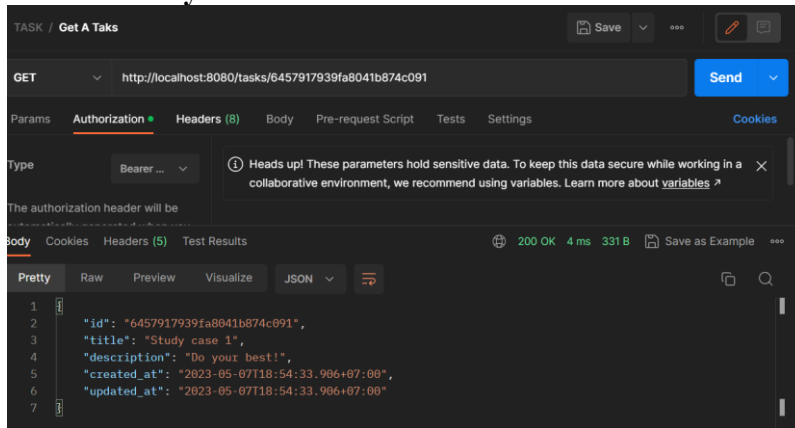 TASK / Get A Taks Save
GET http://localhost:8080/tasks/6457917939fa8041b874c091 Send
Params Authorization Headers (8) Body Pre-request Script Tests Settings Cookies
Type Bearer ... Heads up! These parameters hold sensitive data. To keep this data secure while working in a
collaborative environment, we recommend using variables. Learn more about variables ↗
The authorization header will be
Body Cookies Headers (5) Test Results 200 OK 4 ms 331 B Save as Example
Pretty Raw Preview Visualize JSON
1 {
2 "id": "6457917939fa8041b874c091",
3 "title": "Study case 1",
4 "description": "Do your best!",
5 "created_at": "2023-05-07T18:54:33.906+07:00",
6 "updated_at": "2023-05-07T18:54:33.906+07:00"
7 }